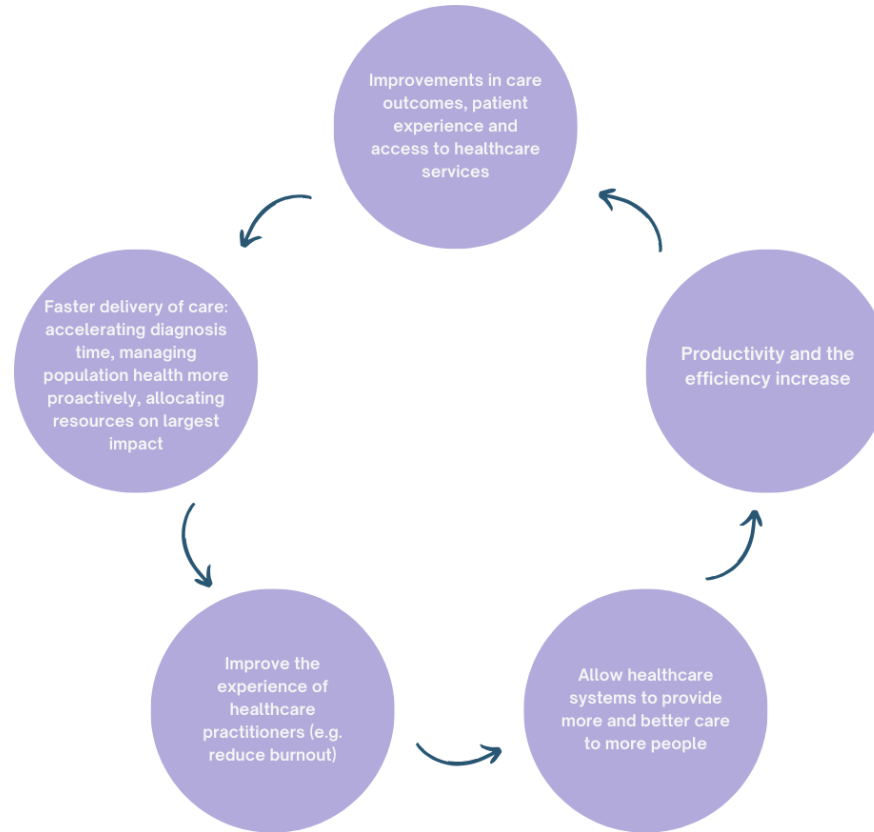 Improvements in care
outcomes, patient
experience and
access to healthcare
services
Faster delivery of care:
accelerating diagnosis
time, managing
population health more
proactively, allocating
resources on largest
impact
Improve the
experience of
healthcare
practitioners (e.g.
reduce burnout)
Allow healthcare
systems to provide
more and better care
to more people
Productivity and the
efficiency increase